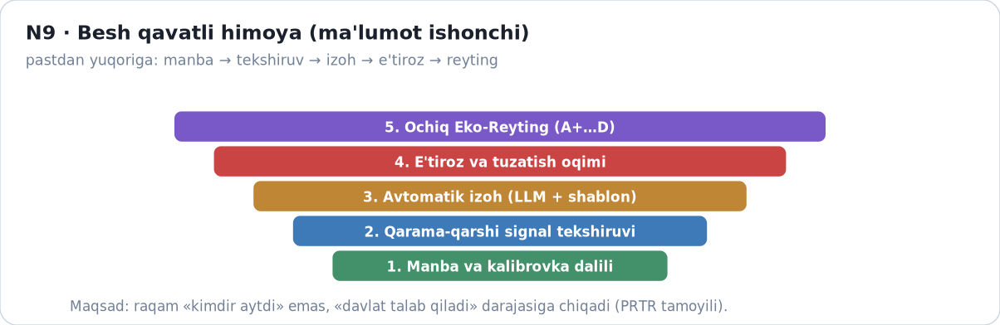 N9 · Besh qavatli himoya (ma'lumot ishonchi)
pastdan yuqoriga: manba → tekshiruv → izoh → e'tiroz → reyting
5. Ochiq Eko-Reyting (A+…D)
4. E'tiroz va tuzatish oqimi
3. Avtomatik izoh (LLM + shablon)
2. Qarama-qarshi signal tekshiruvi
1. Manba va kalibrovka dalili
Maqsad: raqam «kimdir aytdi» emas, «davlat talab qiladi» darajasiga chiqadi (PRTR tamoyili).